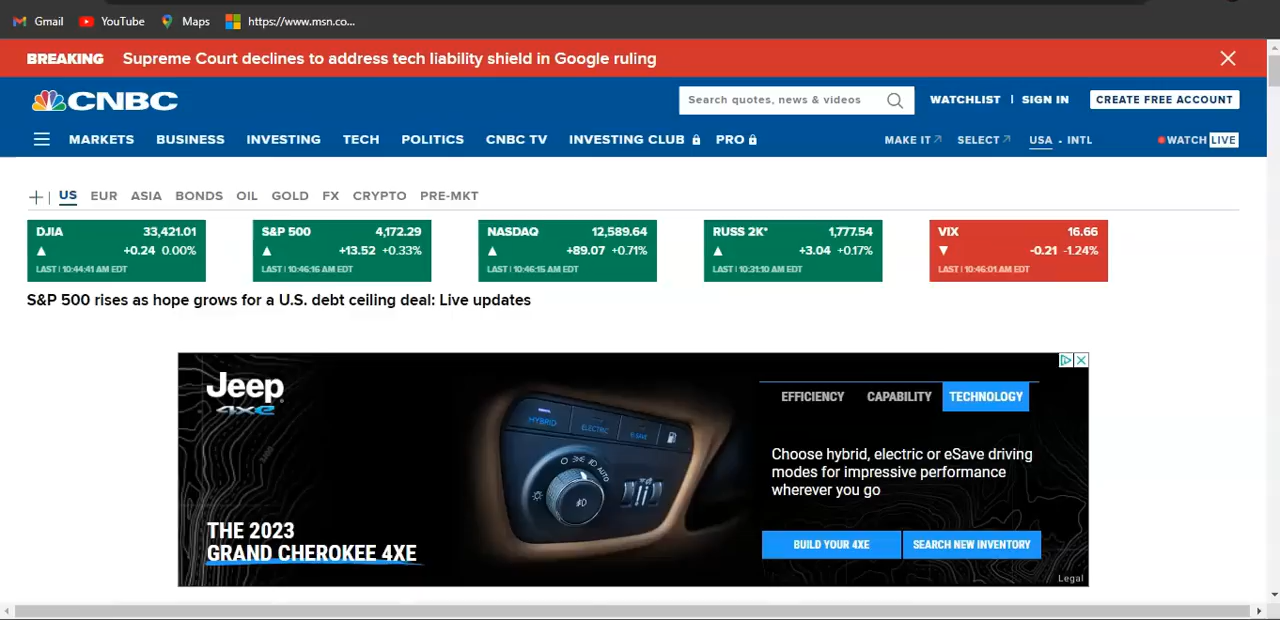 Gmail YouTube Maps https://www.msn.co...
BREAKING Supreme Court declines to address tech liability shield in Google ruling
CNBC Search quotes, news & videos WATCHLIST | SIGN IN CREATE FREE ACCOUNT
MARKETS BUSINESS INVESTING TECH POLITICS CNBC TV INVESTING CLUB PRO MAKE IT SELECT USA • INTL WATCH LIVE
US EUR ASIA BONDS OIL GOLD FX CRYPTO PRE-MKT
DJIA 33,421.01
+0.24 0.00%
LAST | 10:44:41 AM EDT
S&P 500 4,172.29
+13.52 +0.33%
LAST | 10:46:16 AM EDT
NASDAQ 12,589.64
+89.07 +0.71%
LAST | 10:46:15 AM EDT
RUSS 2K* 1,777.54
+3.04 +0.17%
LAST | 10:31:10 AM EDT
VIX 16.66
-0.21 -1.24%
LAST | 10:46:01 AM EDT
S&P 500 rises as hope grows for a U.S. debt ceiling deal: Live updates
Jeep
4xe
THE 2023
GRAND CHEROKEE 4XE
HYBRID ELECTRIC E-SAVE
AUTO
EFFICIENCY CAPABILITY TECHNOLOGY
Choose hybrid, electric or eSave driving
modes for impressive performance
wherever you go
BUILD YOUR 4XE SEARCH NEW INVENTORY
Legal